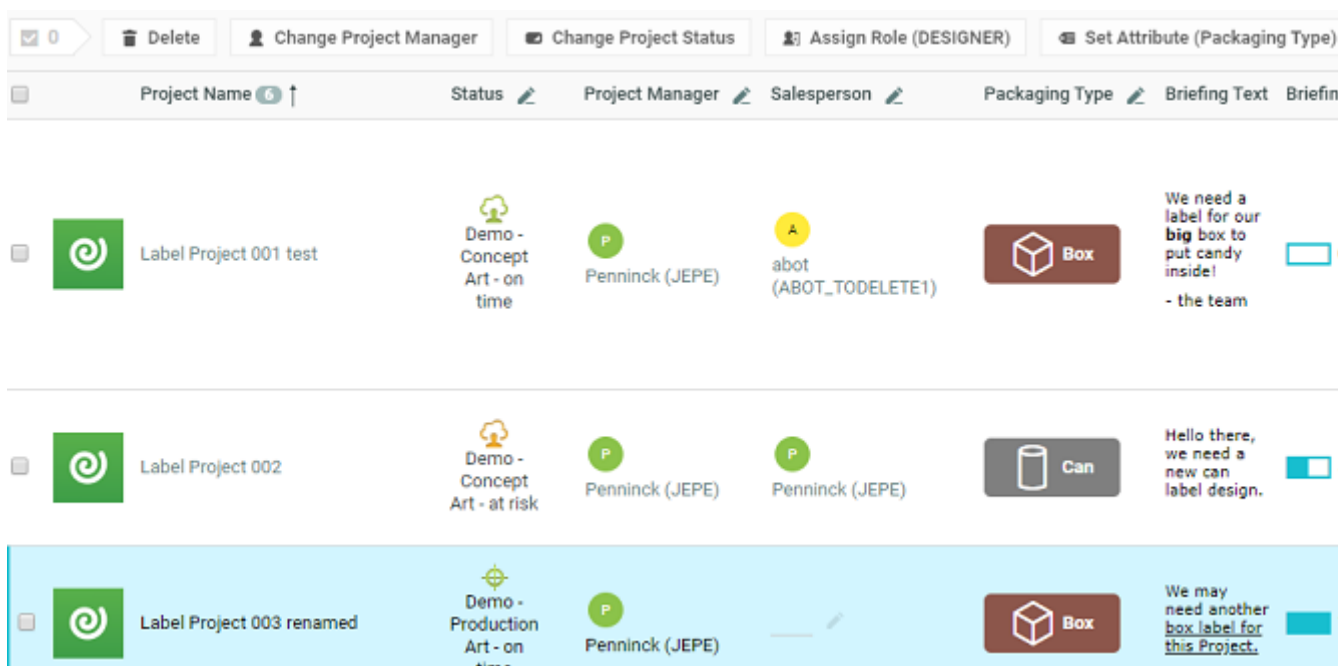 0 Delete Change Project Manager Change Project Status Assign Role (DESIGNER) Set Attribute (Packaging Type)
Project Name 6 ↑ Status Project Manager Salesperson Packaging Type Briefing Text Briefin
Label Project 001 test
Demo -
Concept
Art - on
time
P
Penninck (JEPE)
A
abot
(ABOT_TODELETE1)
Box
We need a
label for our
big box to
put candy
inside!
- the team
Label Project 002
Demo -
Concept
Art - at risk
P
Penninck (JEPE)
P
Penninck (JEPE)
Can
Hello there,
we need a
new can
label design.
Label Project 003 renamed
Demo -
Production
Art - on
time
P
Penninck (JEPE)
Box
We may
need another
box label for
this Project.